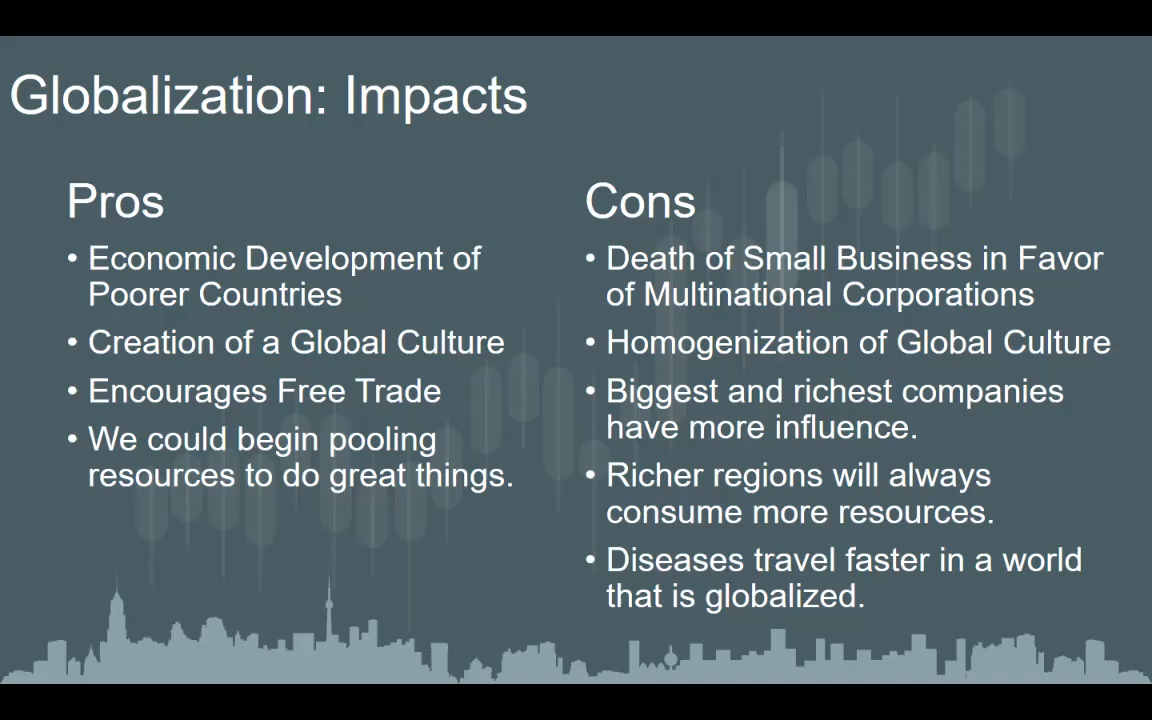 Globalization: Impacts
Pros
• Economic Development of
Poorer Countries
• Creation of a Global Culture
• Encourages Free Trade
• We could begin pooling
resources to do great things.
Cons
• Death of Small Business in Favor
of Multinational Corporations
• Homogenization of Global Culture
• Biggest and richest companies
have more influence.
• Richer regions will always
consume more resources.
• Diseases travel faster in a world
that is globalized.